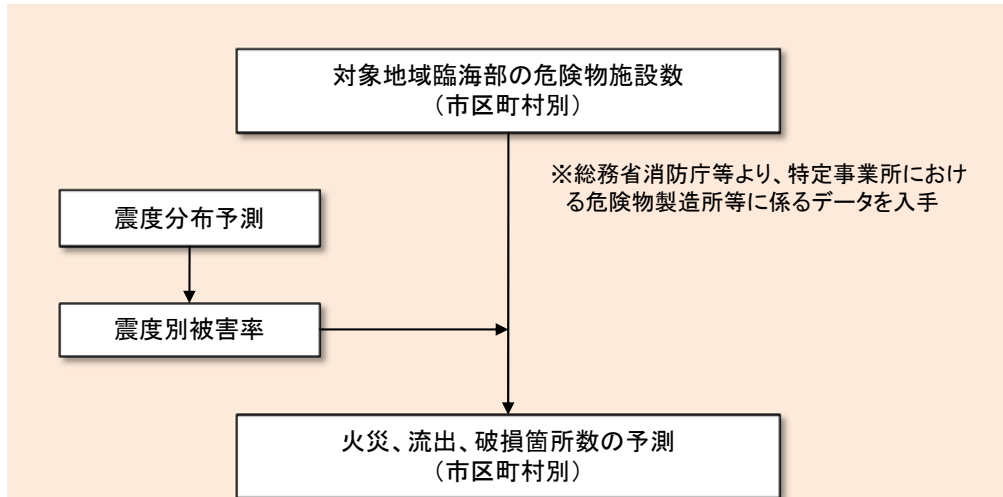 対象地域臨海部の危険物施設数
（市区町村別）
※総務省消防庁等より、特定事業所におけ
る危険物製造所等に係るデータを入手
震度分布予測
震度別被害率
火災、流出、破損箇所数の予測
（市区町村別）